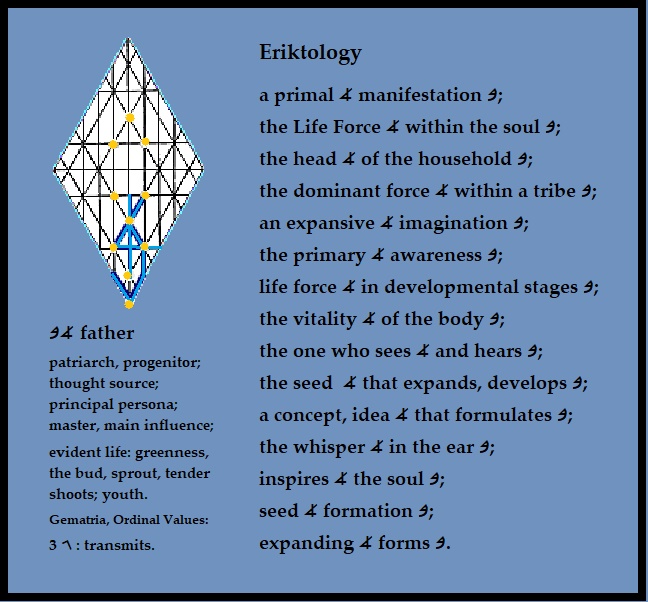 Eriktology
a primal 𐤀 manifestation 𐤁;
the Life Force 𐤀 within the soul 𐤁;
the head 𐤀 of the household 𐤁;
the dominant force 𐤀 within a tribe 𐤁;
an expansive 𐤀 imagination 𐤁;
the primary 𐤀 awareness 𐤁;
life force 𐤀 in developmental stages 𐤁;
the vitality 𐤀 of the body 𐤁;
the one who sees 𐤀 and hears 𐤁;
the seed 𐤀 that expands, develops 𐤁;
a concept, idea 𐤀 that formulates 𐤁;
the whisper 𐤀 in the ear 𐤁;
inspires 𐤀 the soul 𐤁;
seed 𐤀 formation 𐤁;
expanding 𐤀 forms 𐤁.
𐤀𐤁 father
patriarch, progenitor;
thought source;
principal persona;
master, main influence;
evident life: greenness,
the bud, sprout, tender
shoots; youth.
Gematria, Ordinal Values:
3 𐤂 : transmits.